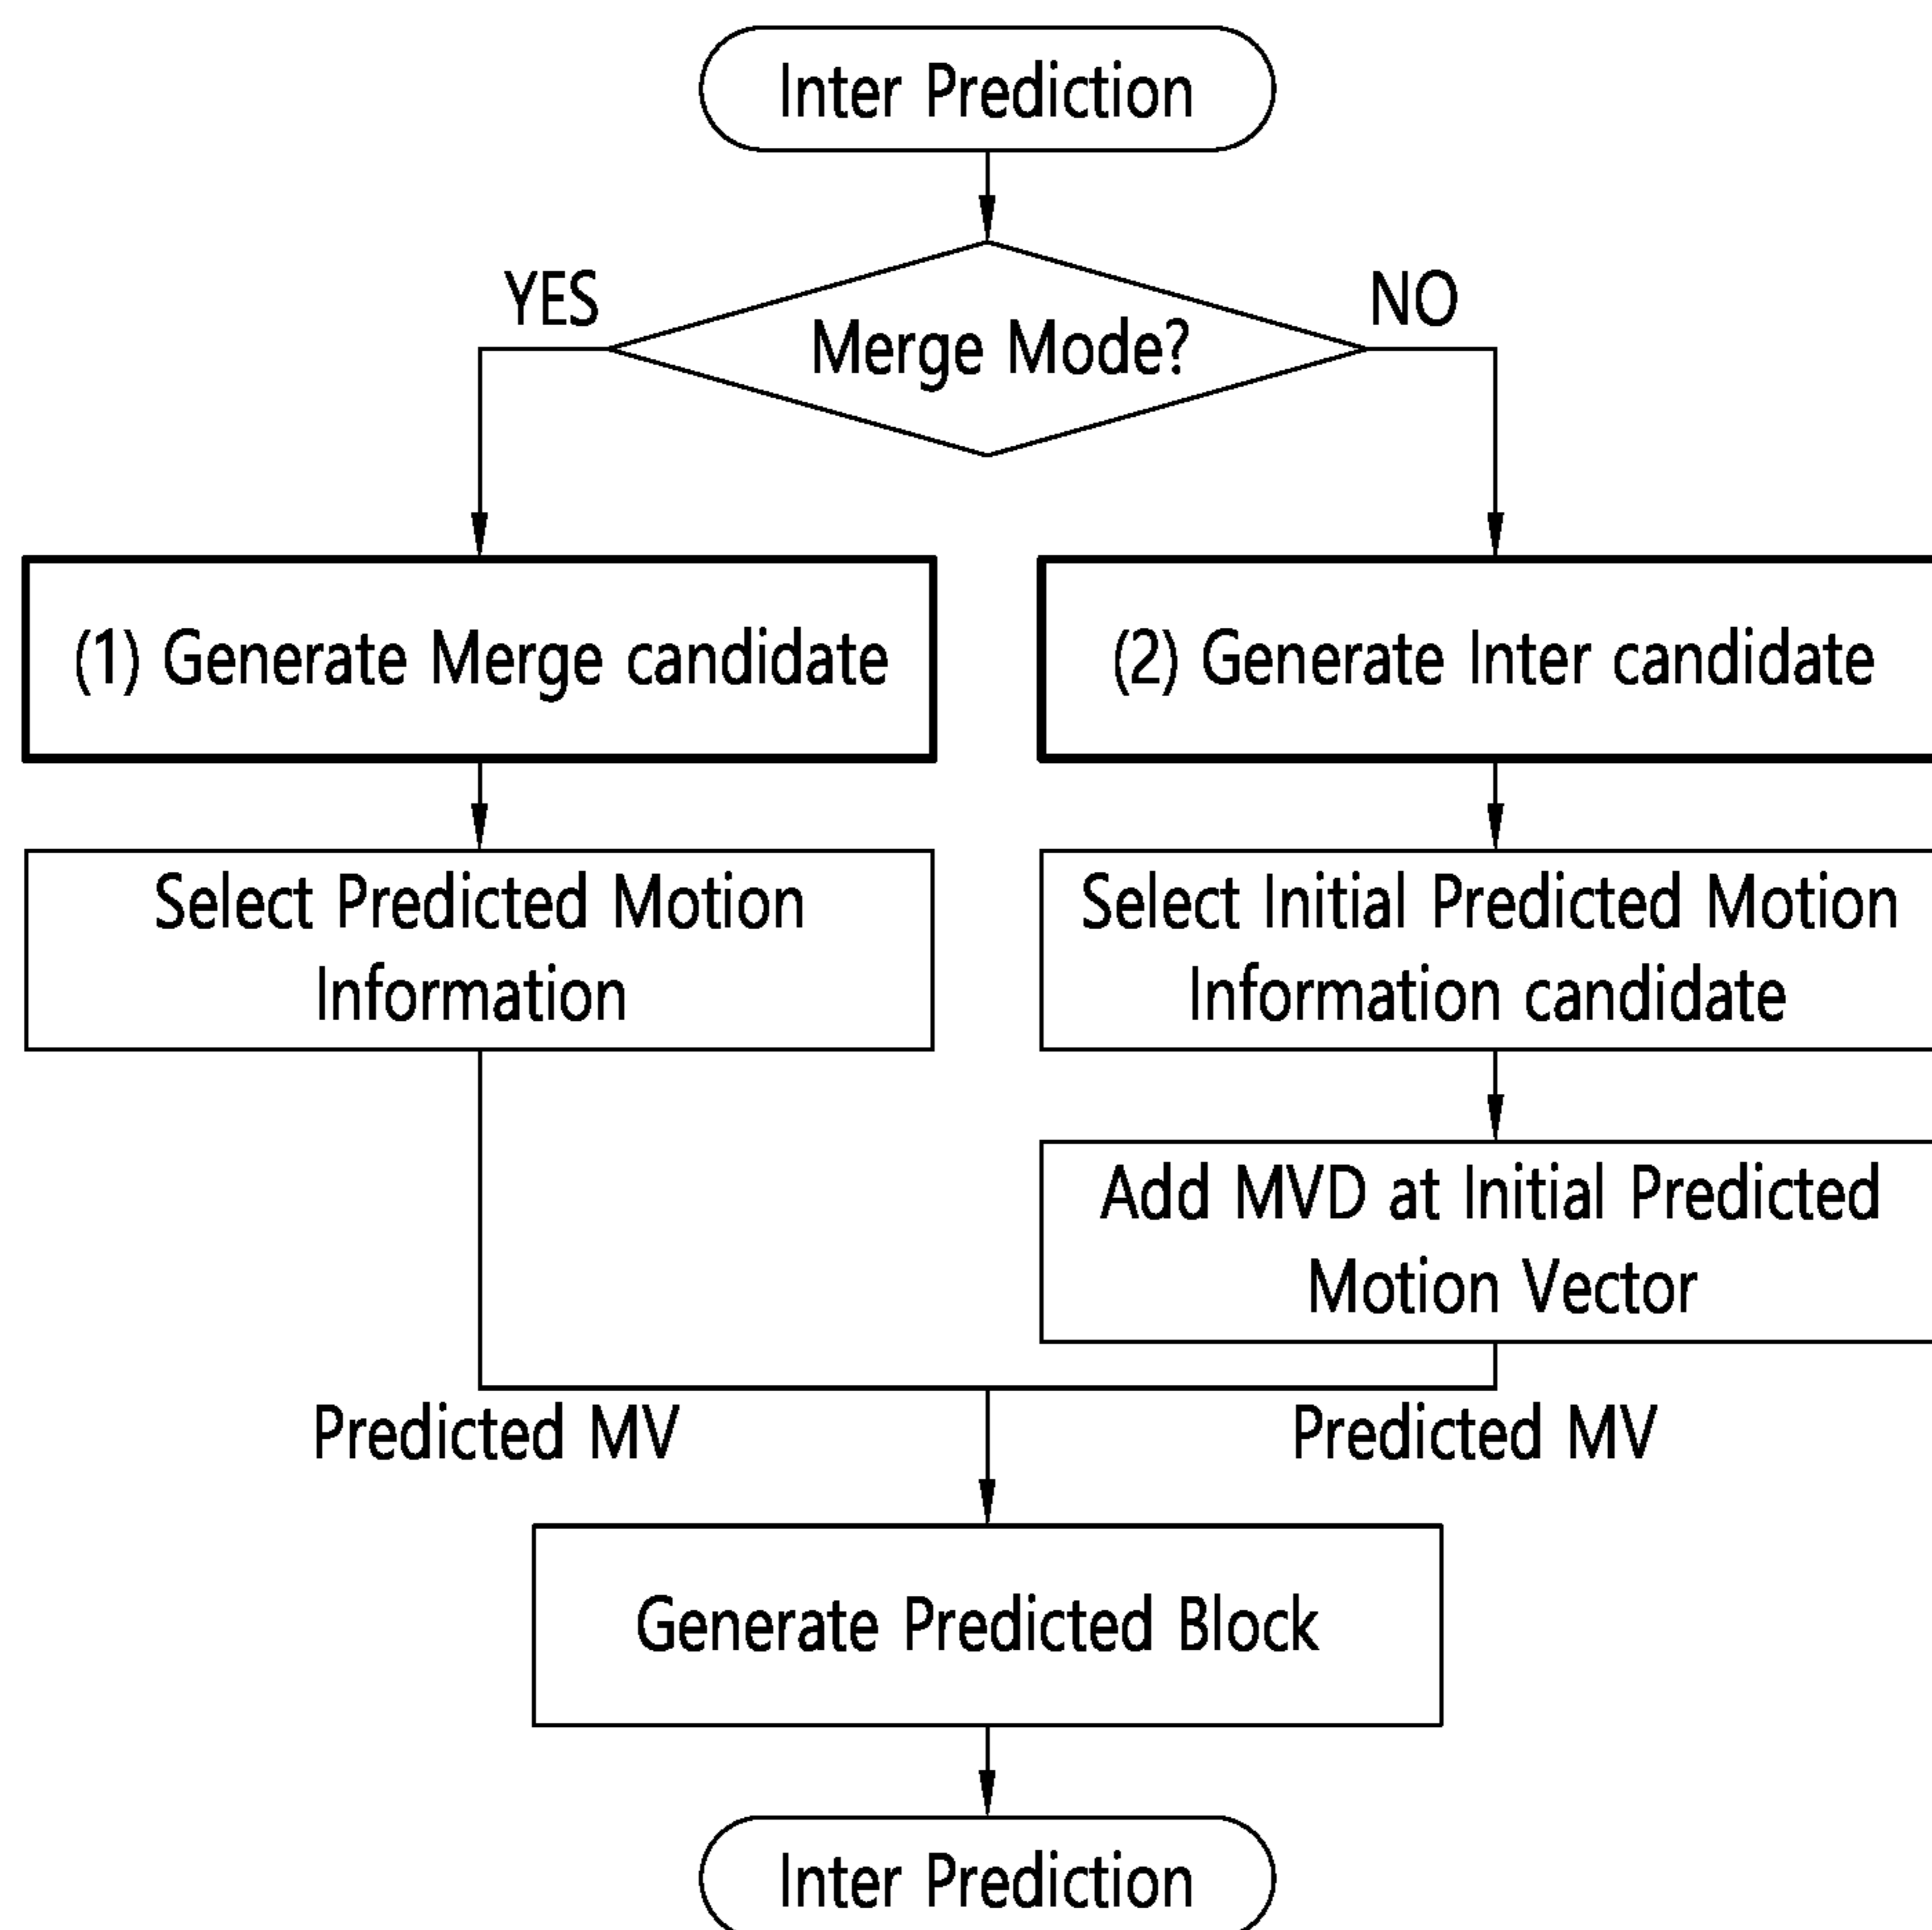 Inter Prediction
YES
Merge Mode?
NO
(1) Generate Merge candidate
(2) Generate Inter candidate
Select Predicted Motion
Information
Select Initial Predicted Motion
Information candidate
Add MVD at Initial Predicted
Motion Vector
Predicted MV
Predicted MV
Generate Predicted Block
Inter Prediction